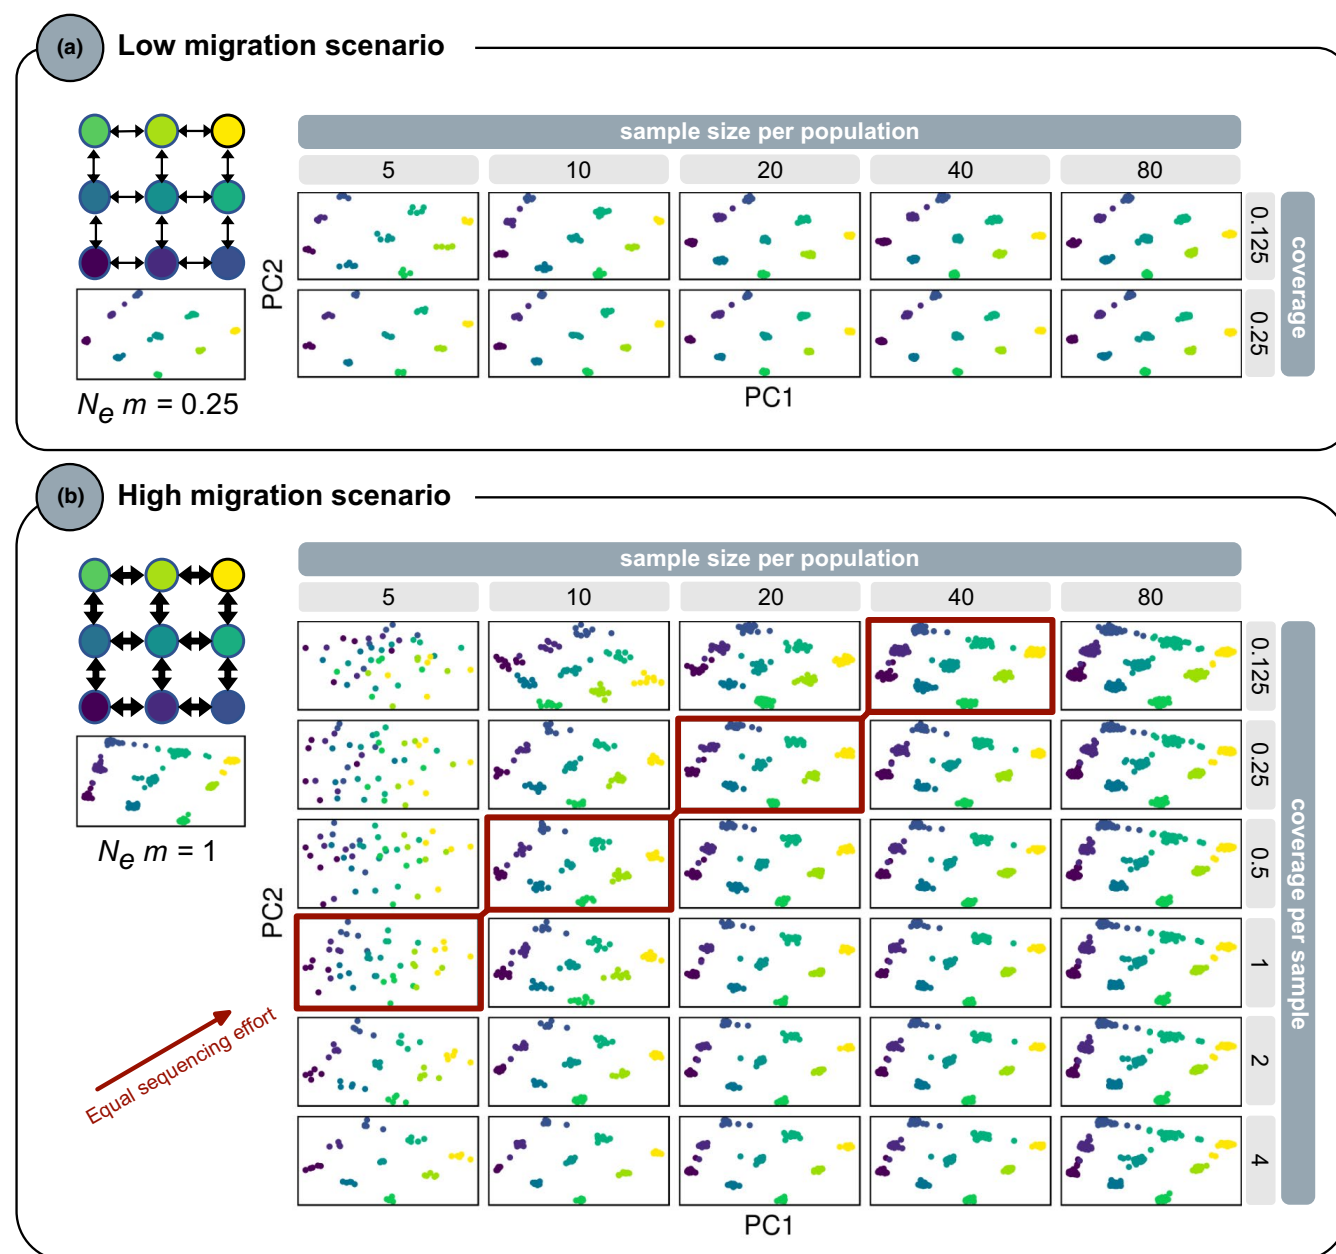 (a) Low migration scenario
sample size per population
5 10 20 40 80
PC2
0.125
0.25
coverage
N_e m = 0.25
PC1
(b) High migration scenario
sample size per population
5 10 20 40 80
0.125
0.25
0.5
1
2
4
coverage per sample
N_e m = 1
PC2
Equal sequencing effort
PC1